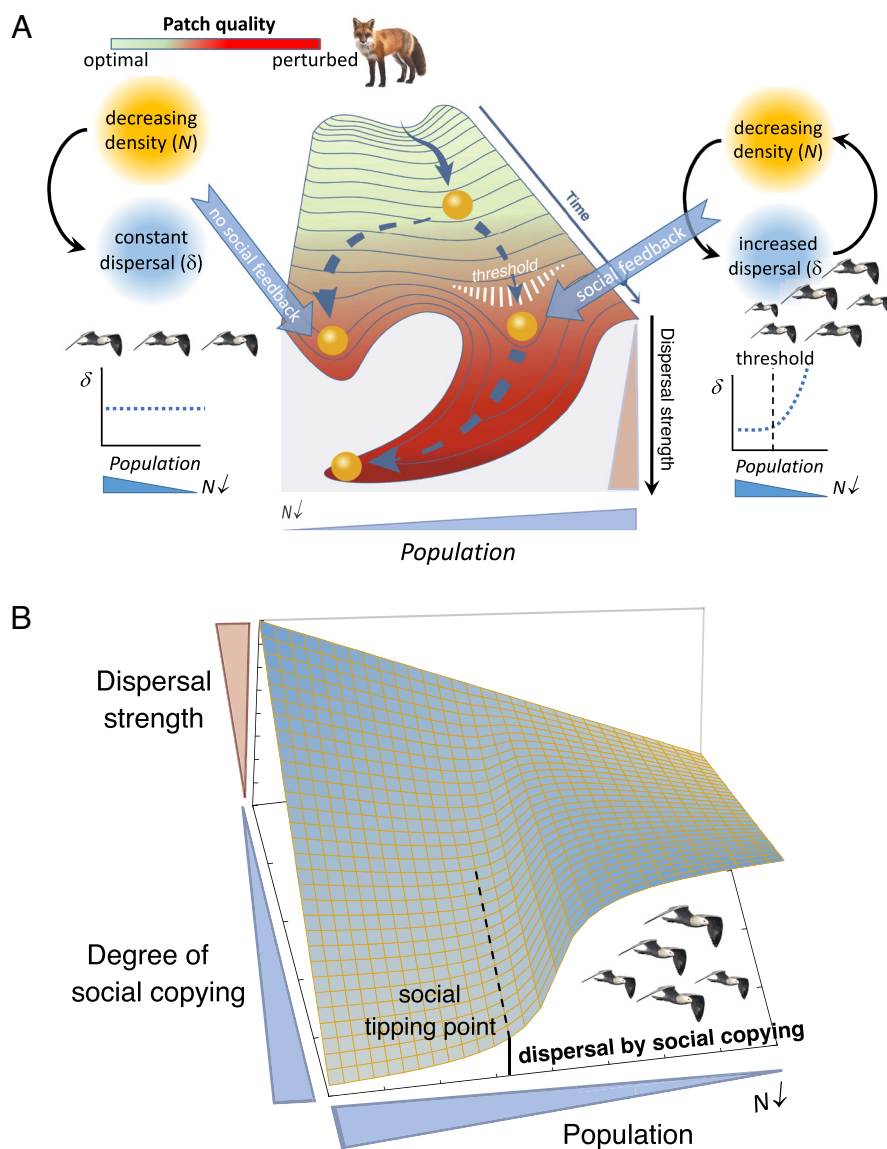 A
Patch quality
optimal
perturbed
decreasing
density (N)
constant
dispersal (δ)
no social feedback
δ
Population
N↓
Time
threshold
social feedback
Dispersal strength
N↓
Population
decreasing
density (N)
increased
dispersal (δ
threshold
δ
Population
N↓
B
Dispersal
strength
Degree of
social copying
social
tipping point
dispersal by social copying
N↓
Population